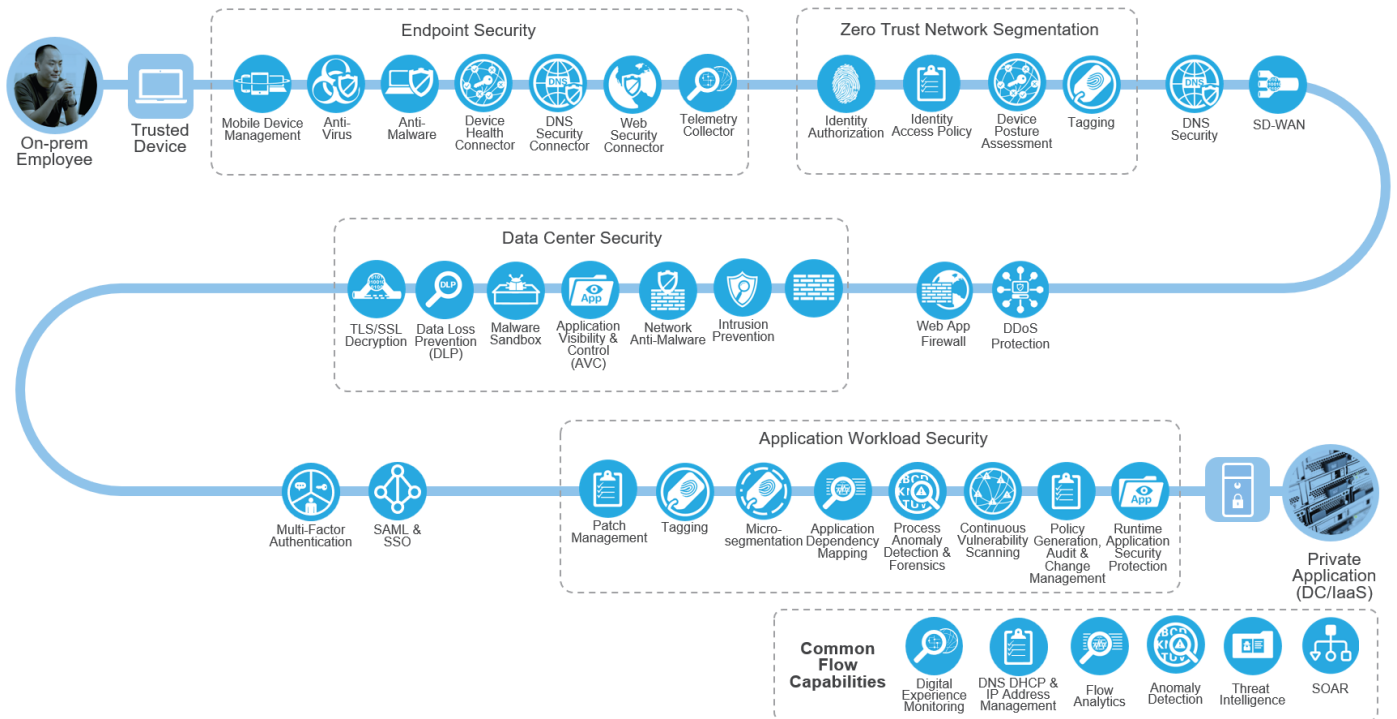 Endpoint Security
Zero Trust Network Segmentation
On-prem
Employee
Trusted
Device
Mobile Device
Management
Anti-
Virus
Anti-
Malware
Device
Health
Connector
DNS
DNS
Security
Connector
Web
Security
Connector
Telemetry
Collector
Identity
Authorization
Identity
Access Policy
Device
Posture
Assessment
Tagging
DNS
DNS
Security
SD-WAN
Data Center Security
TLS/SSL
Decryption
DLP
Data Loss
Prevention
(DLP)
Malware
Sandbox
App
Application
Visibility &
Control
(AVC)
Network
Anti-Malware
Intrusion
Prevention
Web App
Firewall
DDoS
Protection
Multi-Factor
Authentication
SAML &
SSO
Application Workload Security
Patch
Management
Tagging
Micro-
segmentation
Application
Dependency
Mapping
Process
Anomaly
Detection &
Forensics
Continuous
Vulnerability
Scanning
Policy
Generation,
Audit &
Change
Management
App
Runtime
Application
Security
Protection
Private
Application
(DC/IaaS)
Common
Flow
Capabilities
Digital
Experience
Monitoring
DNS DHCP &
IP Address
Management
Flow
Analytics
Anomaly
Detection
Threat
Intelligence
SOAR